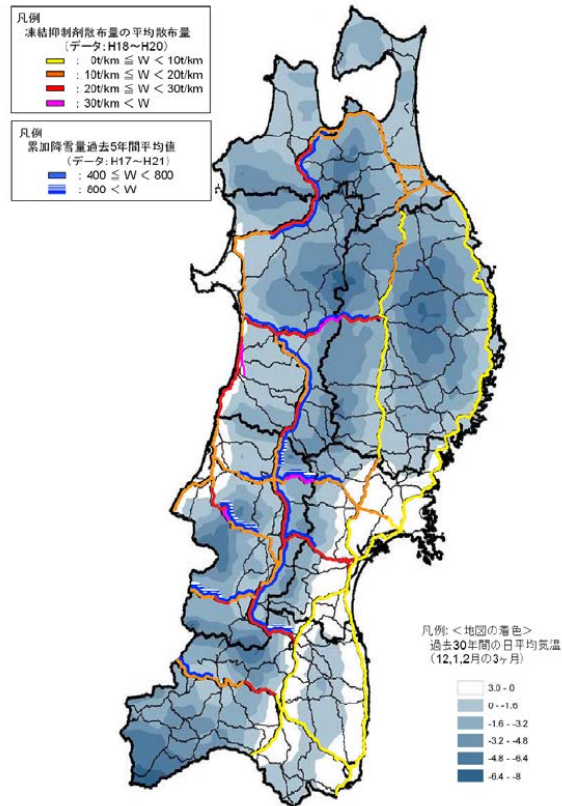 凡例
凍結抑制剤散布量の平均散布量
(データ:H18~H20)
: 0t/km ≦ W < 10t/km
: 10t/km ≦ W < 20t/km
: 20t/km ≦ W < 30t/km
: 30t/km < W
凡例
累加降雪量過去5年間平均値
(データ:H17~H21)
: 400 ≦ W < 800
: 800 < W
凡例:<地図の着色>
過去30年間の日平均気温
(12,1,2月の3ヶ月)
3.0 - 0
0 - -1.6
-1.6 - -3.2
-3.2 - -4.8
-4.8 - -6.4
-6.4 - -8